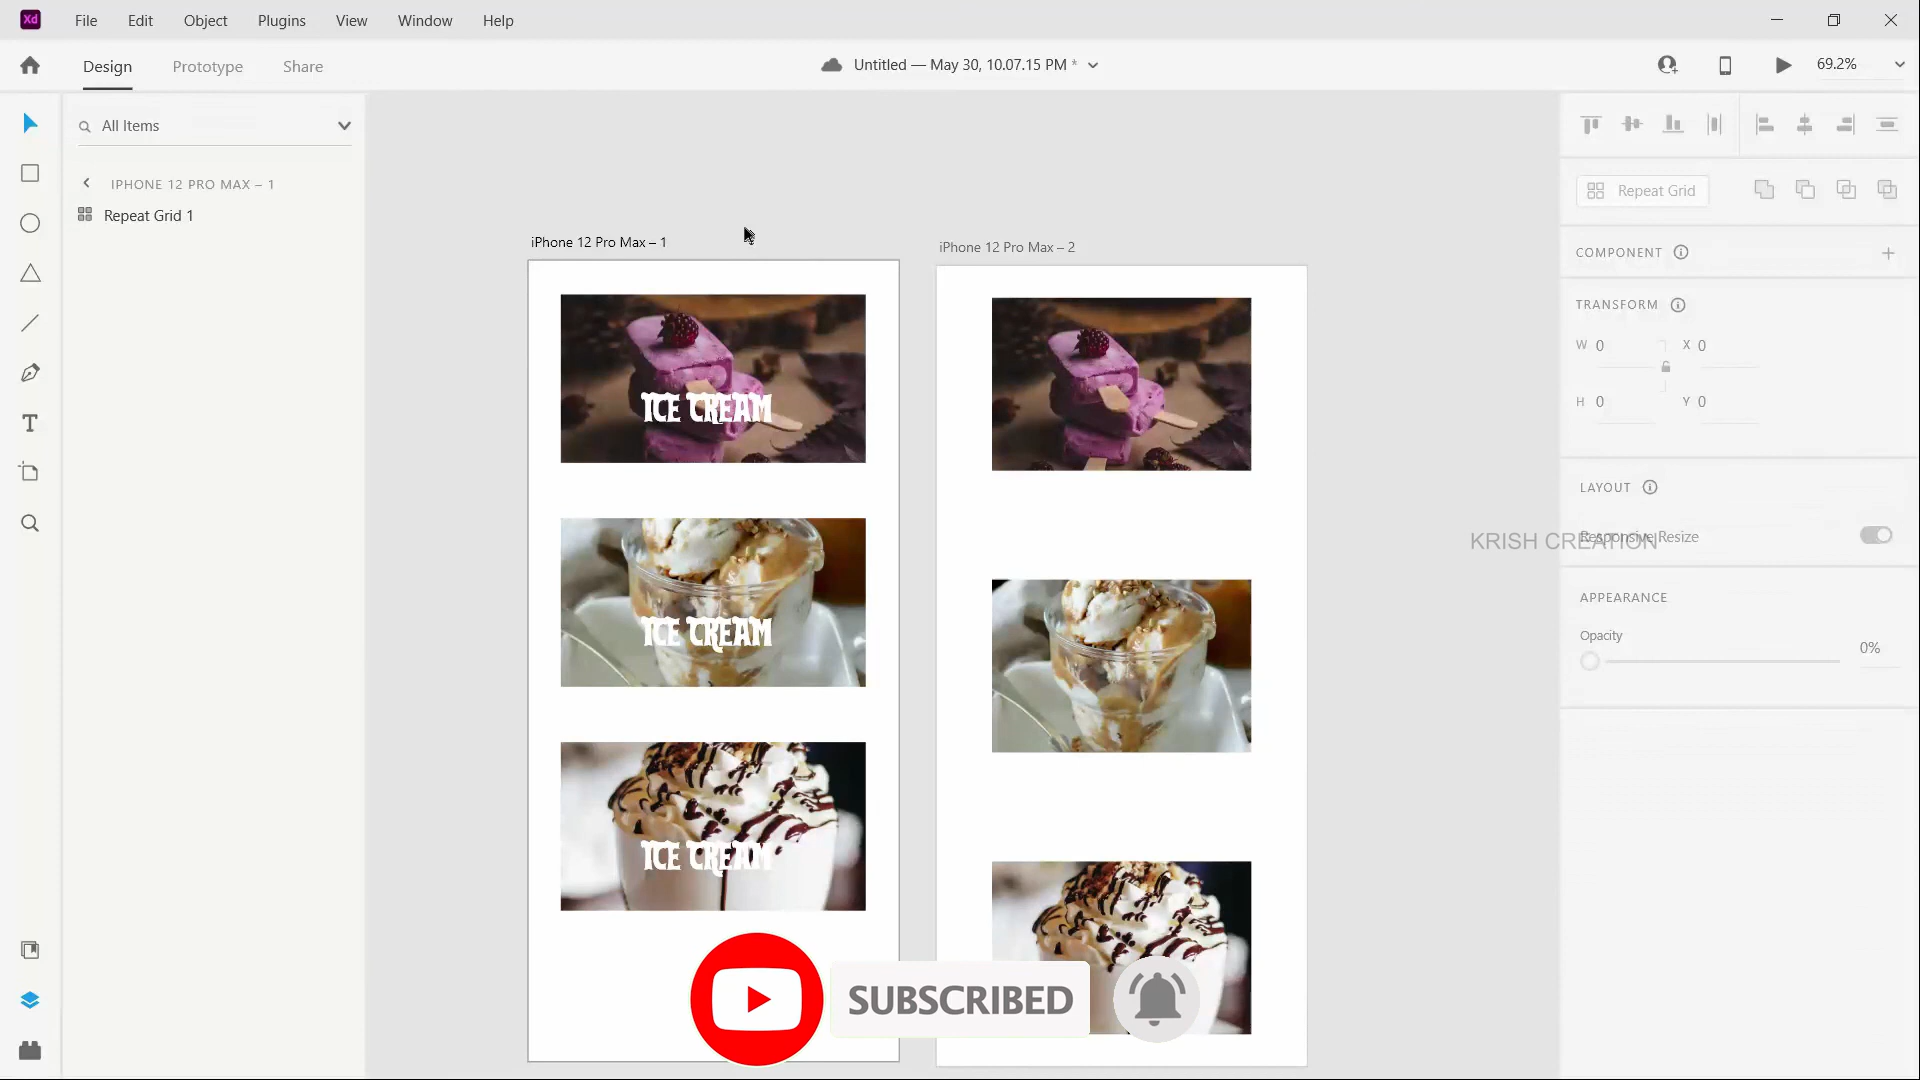 Xd
File
Edit
Object
Plugins
View
Window
Help
Design
Prototype
Share
Untitled — May 30, 10.07.15 PM *
69.2%
All Items
IPHONE 12 PRO MAX – 1
Repeat Grid 1
iPhone 12 Pro Max – 1
iPhone 12 Pro Max – 2
ICE CREAM
ICE CREAM
ICE CREAM
Repeat Grid
COMPONENT
TRANSFORM
W 0
X 0
H 0
Y 0
LAYOUT
Responsive Resize
KRISH CREATION
APPEARANCE
Opacity
0%
T
SUBSCRIBED